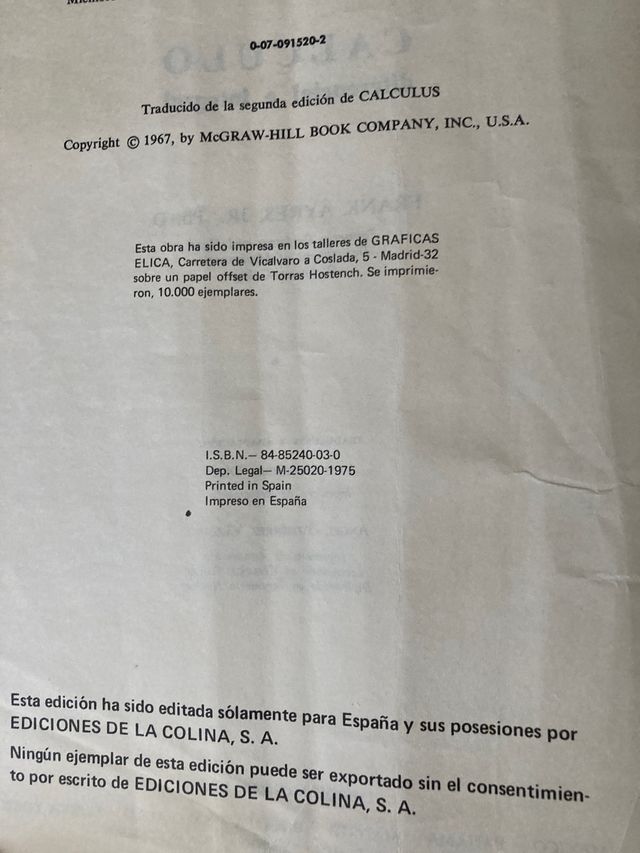 0-07-091520-2
Traducido de la segunda edición de CALCULUS
Copyright © 1967, by McGRAW-HILL BOOK COMPANY, INC., U.S.A.
Esta obra ha sido impresa en los talleres de GRAFICAS
ELICA, Carretera de Vicálvaro a Coslada, 5 - Madrid-32
sobre un papel offset de Torras Hostench. Se imprimie-
ron, 10.000 ejemplares.
I.S.B.N.— 84-85240-03-0
Dep. Legal— M-25020-1975
Printed in Spain
Impreso en España
Esta edición ha sido editada sólamente para España y sus posesiones por
EDICIONES DE LA COLINA, S. A.
Ningún ejemplar de esta edición puede ser exportado sin el consentimien-
to por escrito de EDICIONES DE LA COLINA, S. A.